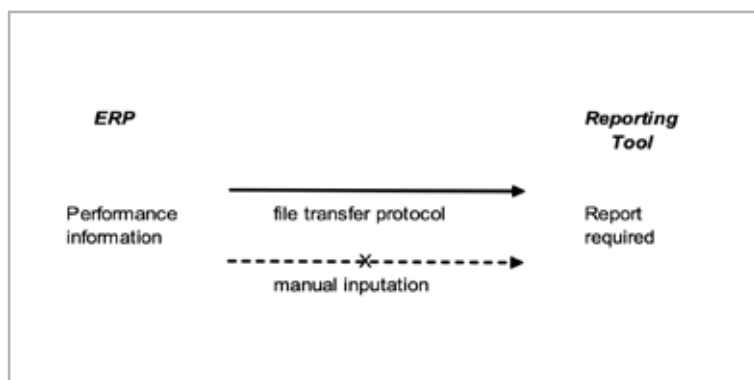 ERP
Reporting
Tool
Performance
information
file transfer protocol
Report
required
manual inputation